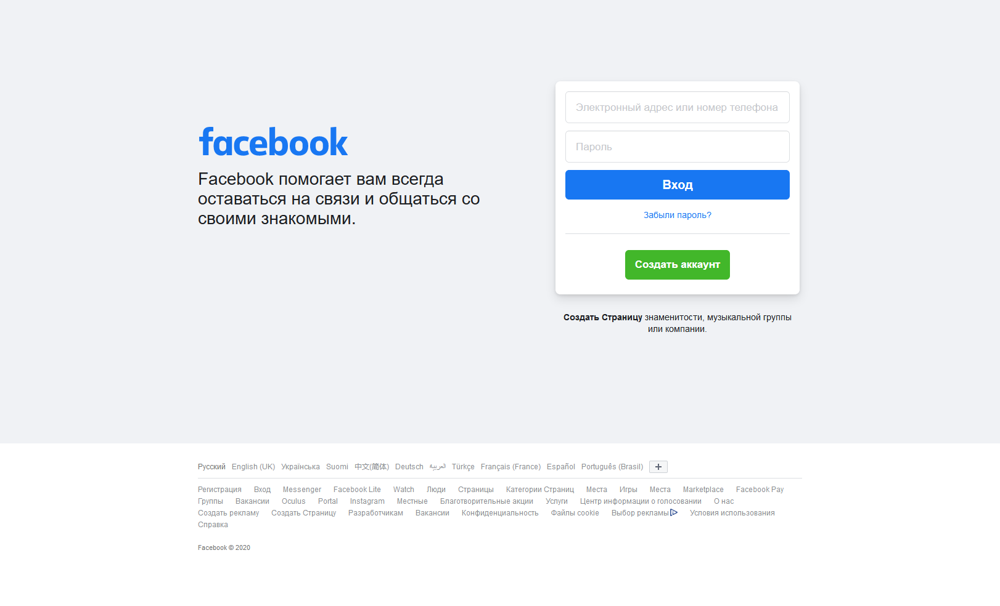 facebook
Facebook помогает вам всегда
оставаться на связи и общаться со
своими знакомыми.
Электронный адрес или номер телефона
Пароль
Вход
Забыли пароль?
Создать аккаунт
Создать Страницу знаменитости, музыкальной группы
или компании.
Русский English (UK) Українська Suomi 中文(简体) Deutsch العربية Türkçe Français (France) Español Português (Brasil)
Регистрация Вход Messenger Facebook Lite Watch Люди Страницы Категории Страниц Места Игры Места Marketplace Facebook Pay
Группы Вакансии Oculus Portal Instagram Местные Благотворительные акции Услуги Центр информации о голосовании О нас
Создать рекламу Создать Страницу Разработчикам Вакансии Конфиденциальность Файлы cookie Выбор рекламы Условия использования
Справка
Facebook © 2020